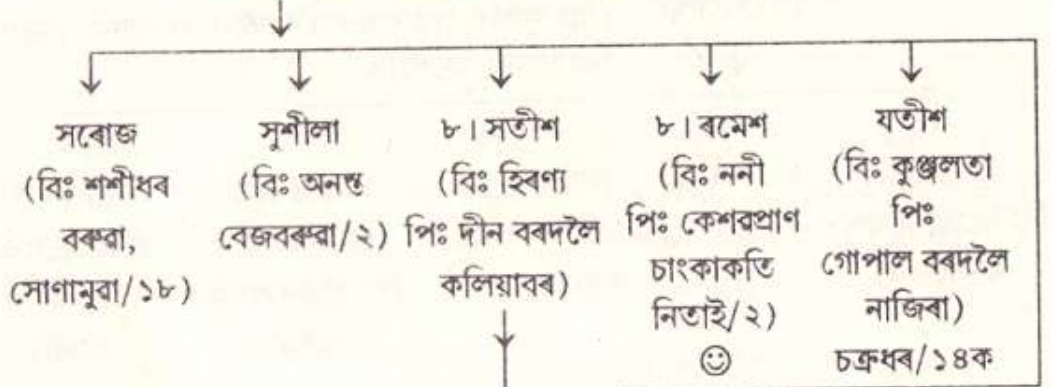 সৰোজ
(বিঃ শশীধৰ
বৰুৱা,
সোণামুৱা/১৮)
সুশীলা
(বিঃ অনন্ত
বেজবৰুৱা/২)
৮। সতীশ
(বিঃ হিৰণ্য
পিঃ দীন বৰদলৈ
কলিয়াবৰ)
৮। ৰমেশ
(বিঃ ননী
পিঃ কেশৱপ্ৰাণ
চাংকাকতি
নিতাই/২)
☺
যতীশ
(বিঃ কুঞ্জলতা
পিঃ
গোপাল বৰদলৈ
নাজিৰা)
চক্ৰধৰ/১৪ক